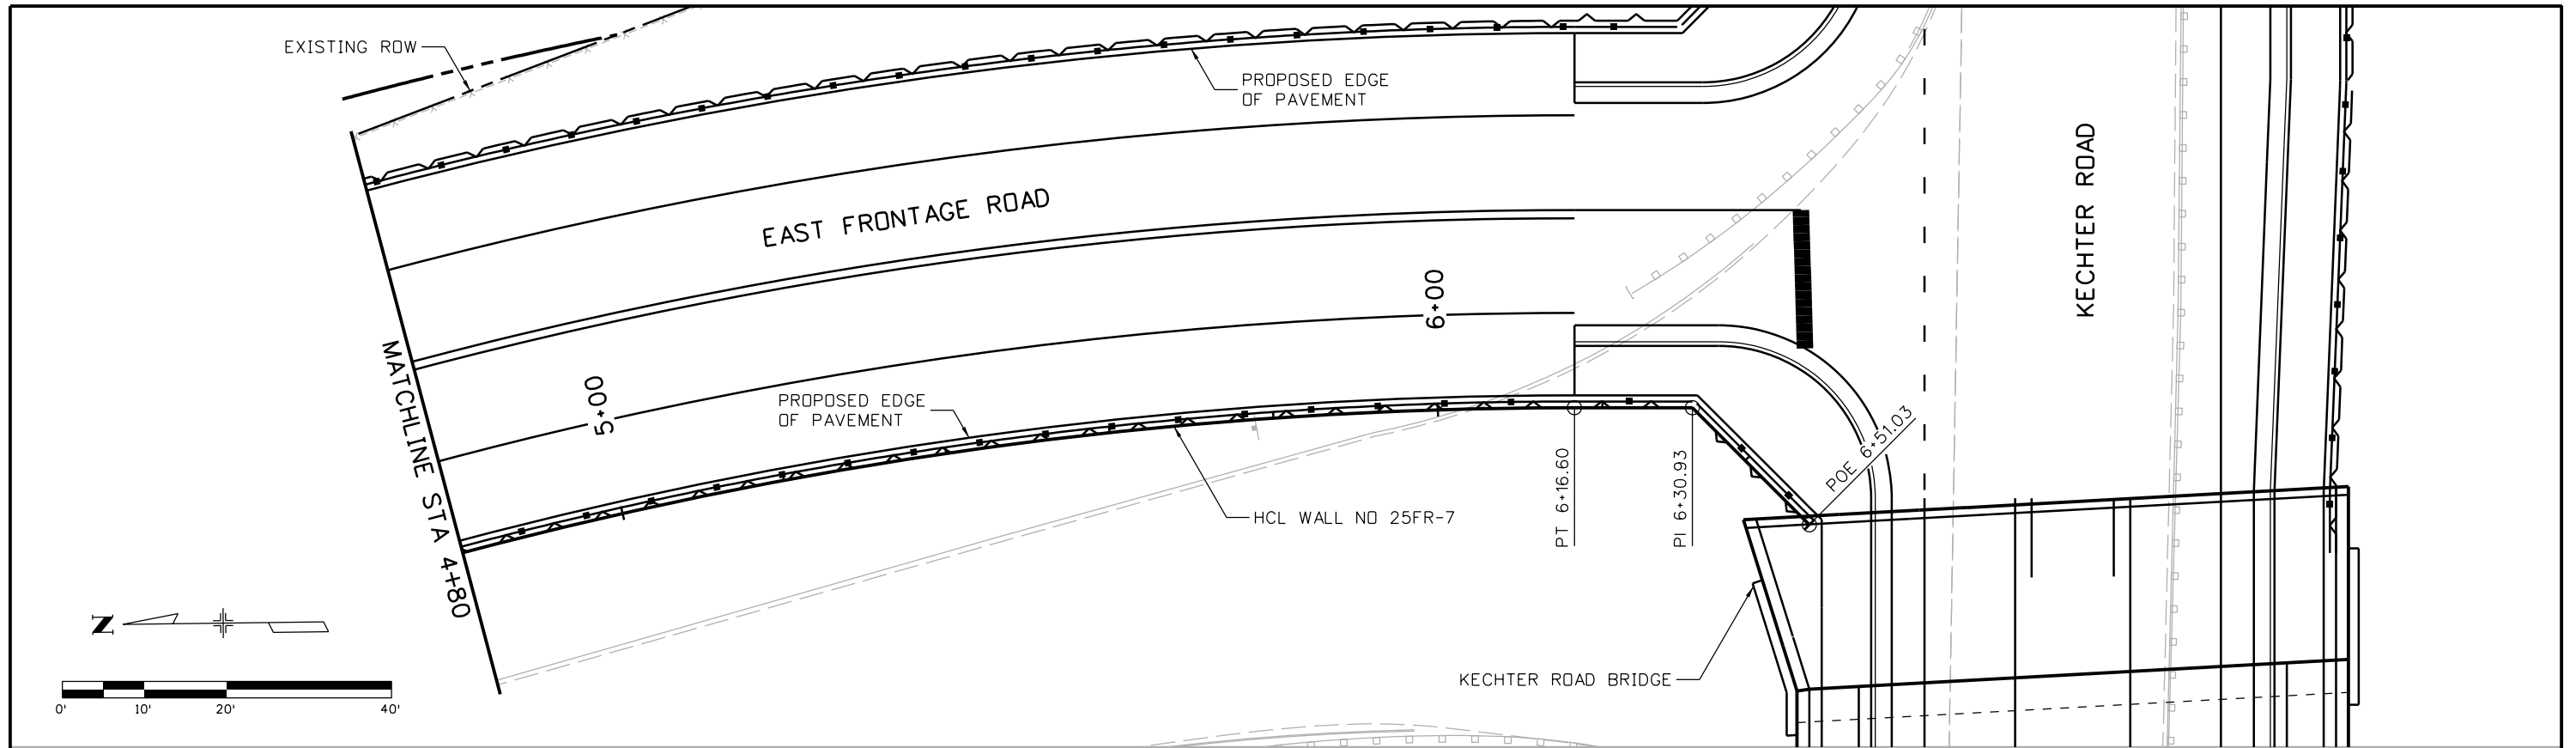 EXISTING ROW
PROPOSED EDGE
OF PAVEMENT
EAST FRONTAGE ROAD
KECHTER ROAD
6+00
5+00
PROPOSED EDGE
OF PAVEMENT
MATCHLINE STA 4+80
HCL WALL NO 25FR-7
PT 6+16.60
PI 6+30.93
POE 6+51.03
KECHTER ROAD BRIDGE
N
0' 10' 20' 40'